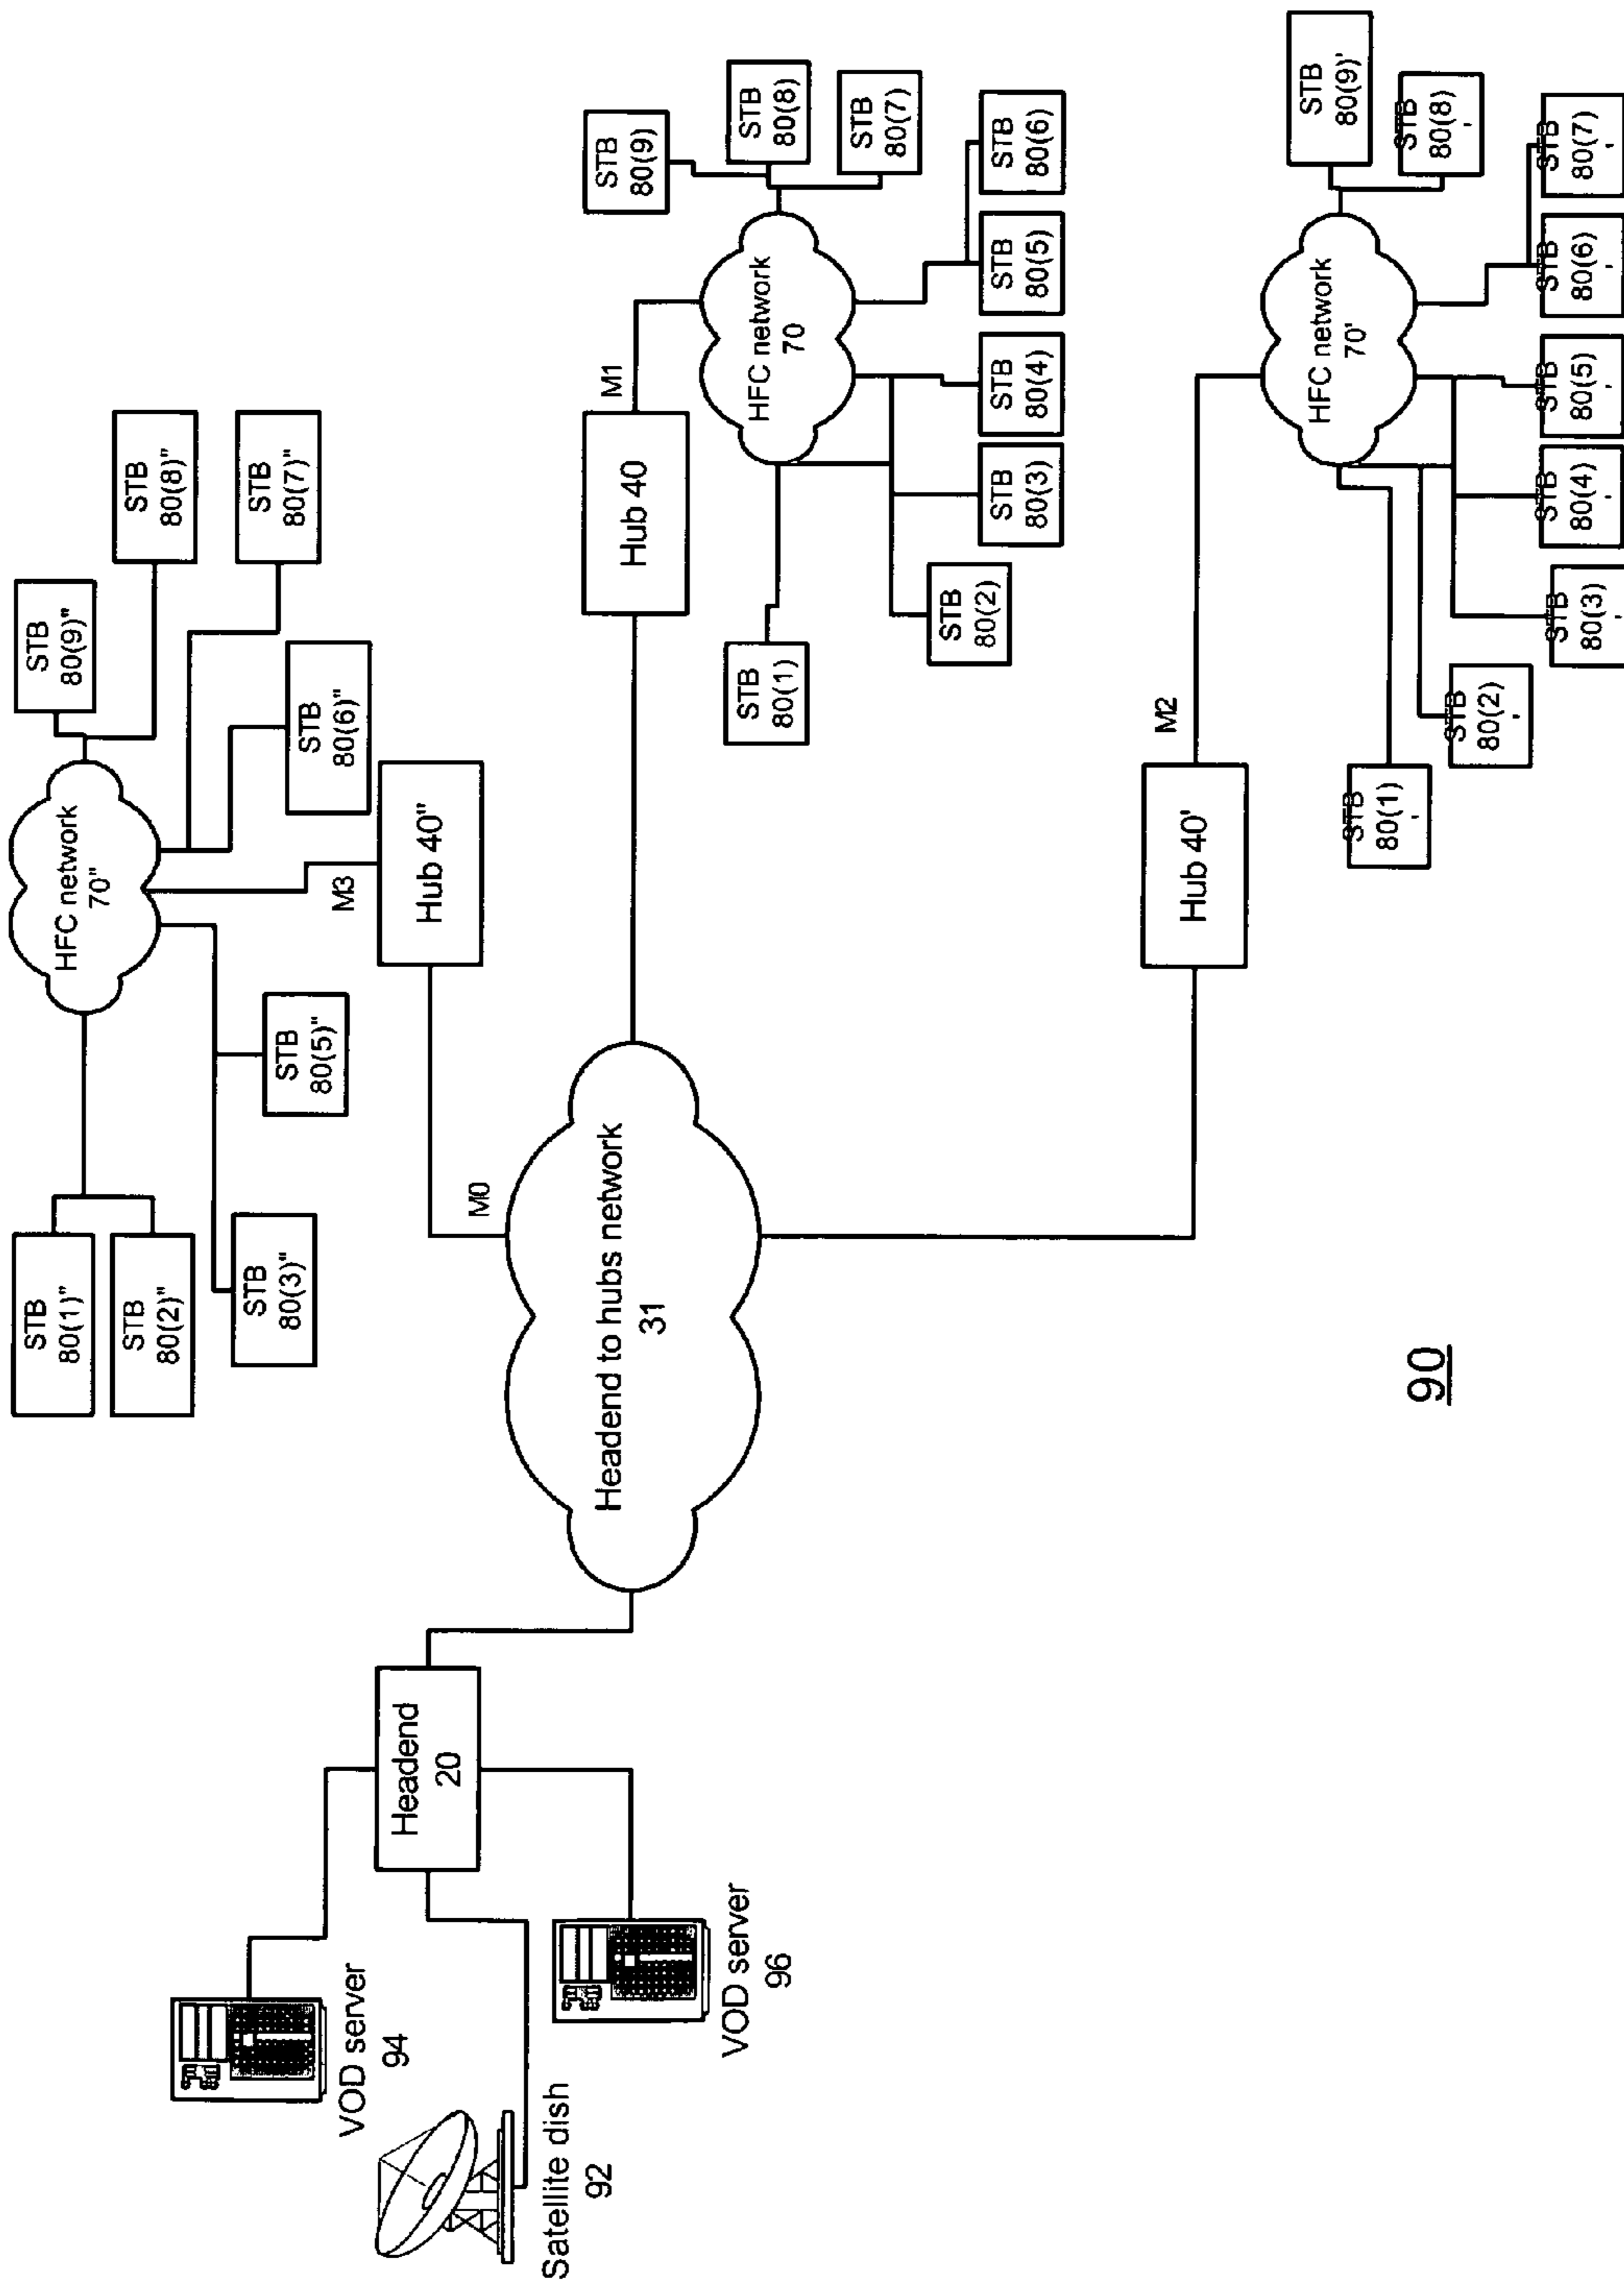 STB
80(1)"
STB
80(2)"
STB
80(3)"
STB
80(5)"
HFC network
70"
STB
80(9)"
STB
80(8)"
STB
80(7)"
STB
80(6)"
M3
Hub 40"
M0
VOD server
94
Satellite dish
92
VOD server
96
Headend
20
Headend to hubs network
31
Hub 40
M1
HFC network
70
STB
80(9)
STB
80(8)
STB
80(7)
STB
80(1)
STB
80(2)
STB
80(3)
STB
80(4)
STB
80(5)
STB
80(6)
Hub 40'
M2
HFC network
70'
STB
80(9)'
STB
80(8)
'
STB
80(1)
'
STB
80(2)
'
STB
80(3)
'
STB
80(4)
'
STB
80(5)
'
STB
80(6)
'
STB
80(7)
'
90